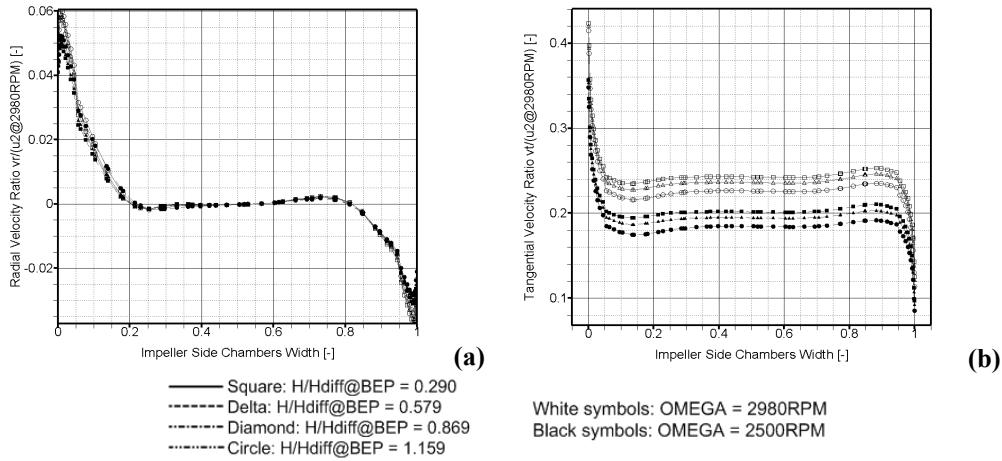 Radial Velocity Ratio vr/(u2@2980RPM) [-]
0.06
0.04
0.02
0
-0.02
0
0.2
0.4
0.6
0.8
1
Impeller Side Chambers Width [-]
(a)
Tangential Velocity Ratio vt/(u2@2980RPM) [-]
0.4
0.3
0.2
0.1
0
0.2
0.4
0.6
0.8
1
Impeller Side Chambers Width [-]
(b)
Square: H/Hdiff@BEP = 0.290
Delta: H/Hdiff@BEP = 0.579
Diamond: H/Hdiff@BEP = 0.869
Circle: H/Hdiff@BEP = 1.159
White symbols: OMEGA = 2980RPM
Black symbols: OMEGA = 2500RPM